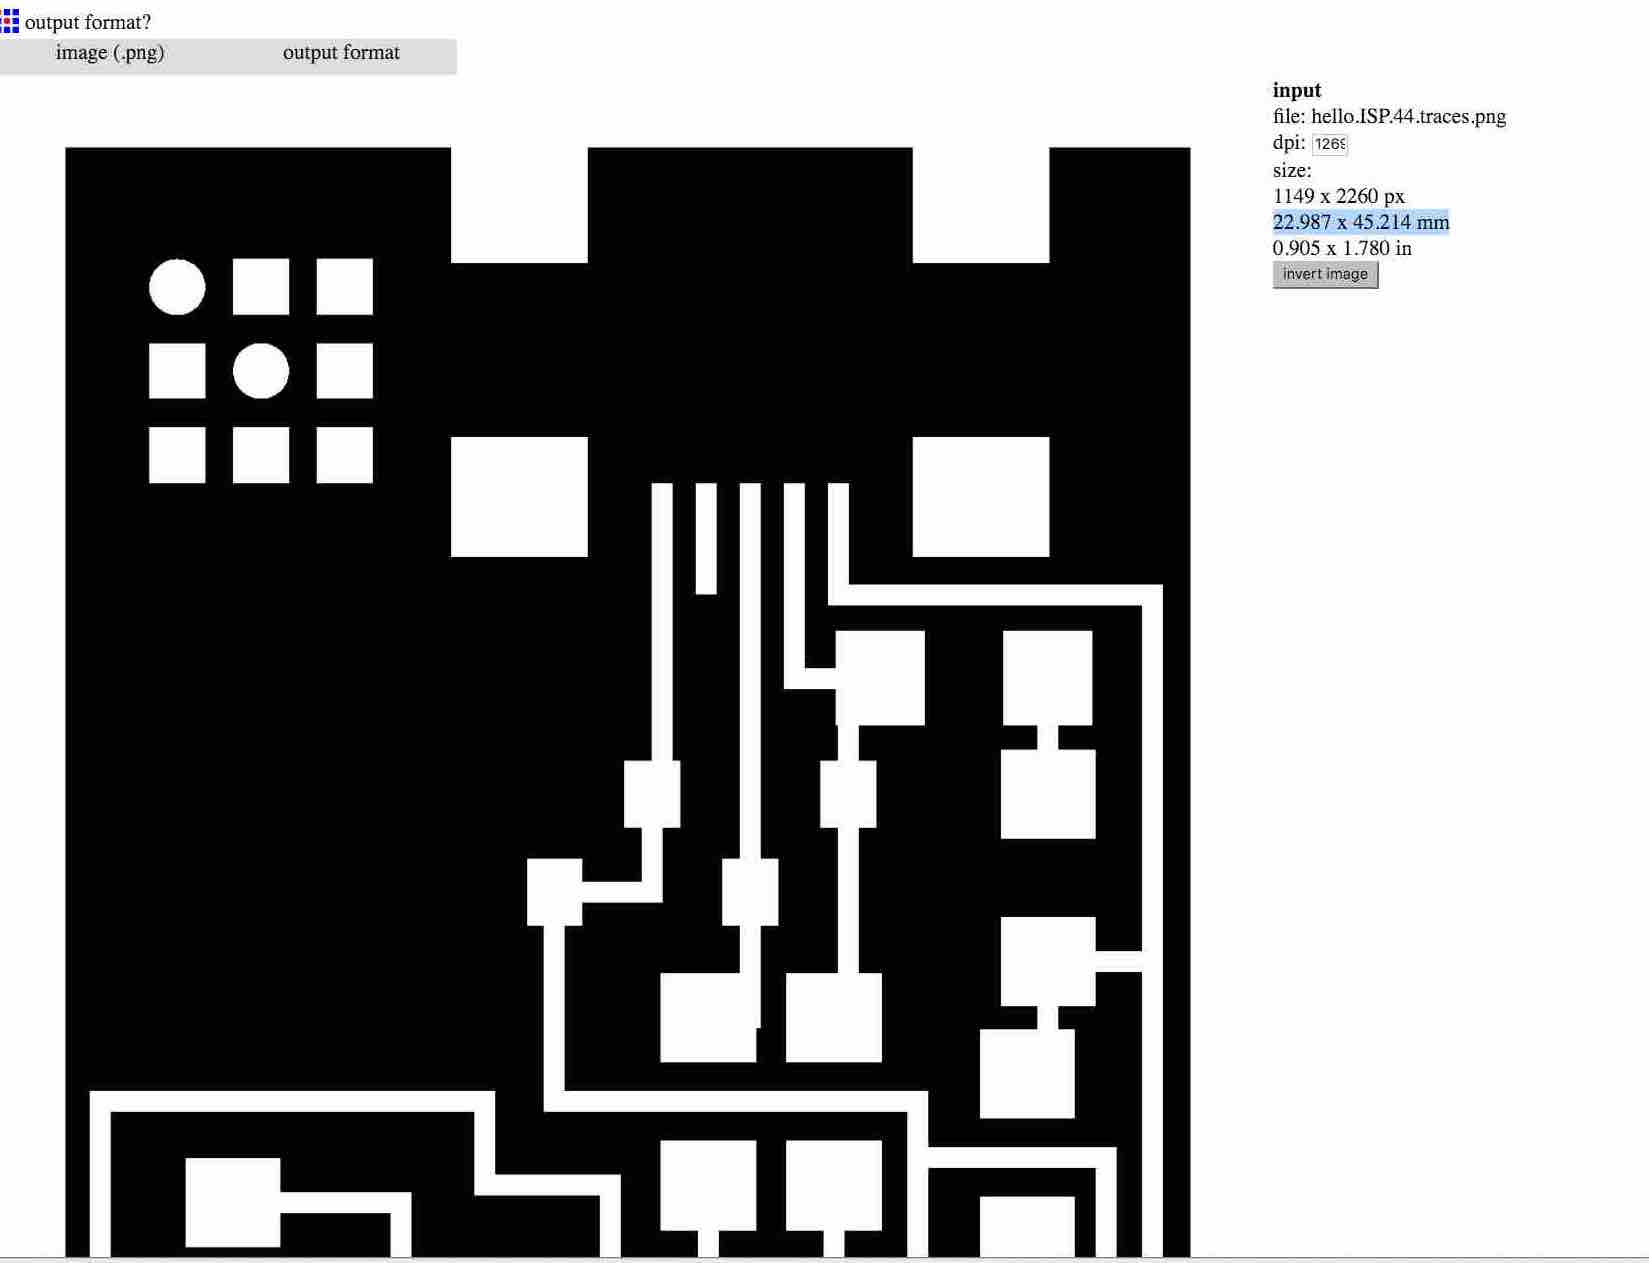 output format?
image (.png) output format
input
file: hello.ISP.44.traces.png
dpi: 1269
size:
1149 x 2260 px
22.987 x 45.214 mm
0.905 x 1.780 in
invert image